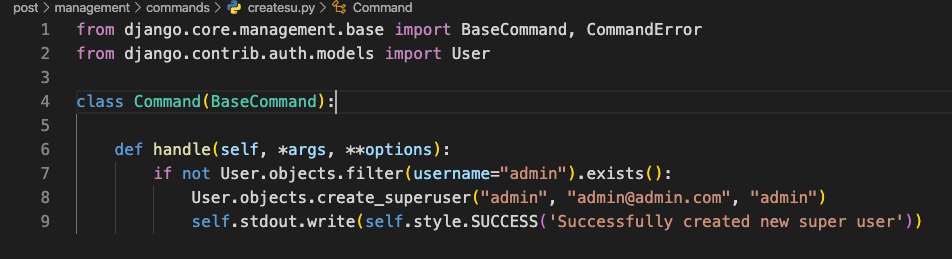 post > management > commands > createsu.py > Command
1 from django.core.management.base import BaseCommand, CommandError
2 from django.contrib.auth.models import User
3
4 class Command(BaseCommand):
5
6 def handle(self, *args, **options):
7 if not User.objects.filter(username="admin").exists():
8 User.objects.create_superuser("admin", "admin@admin.com", "admin")
9 self.stdout.write(self.style.SUCCESS('Successfully created new super user'))